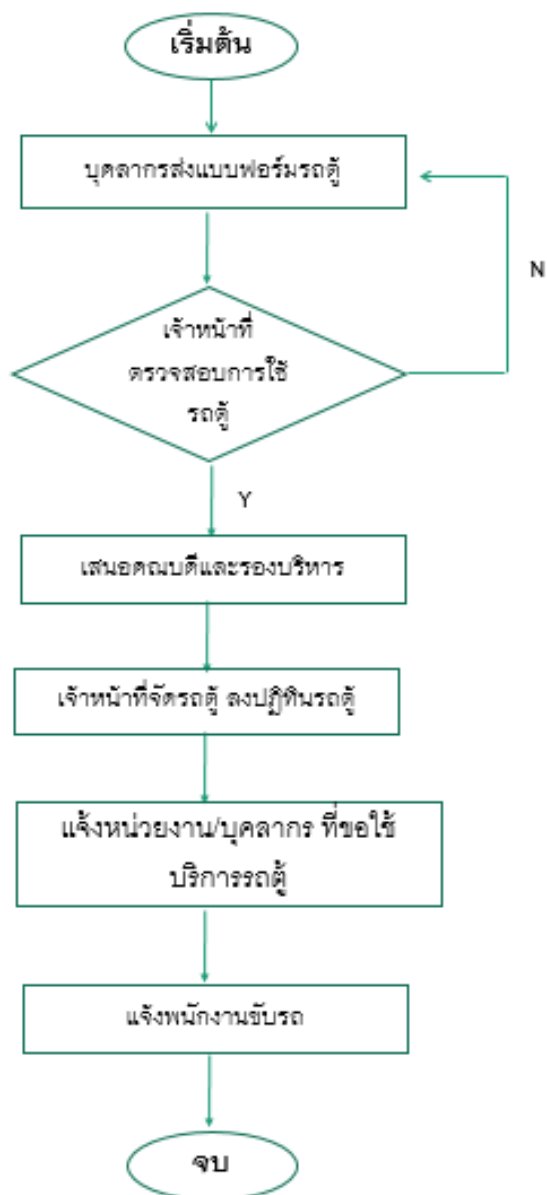 เริ่มต้น
บุคลากรส่งแบบฟอร์มรถตู้
N
เจ้าหน้าที่
ตรวจสอบการใช้
รถตู้
Y
เสนอคณบดีและรองบริหาร
เจ้าหน้าที่จัดรถตู้ ลงปฏิทินรถตู้
แจ้งหน่วยงาน/บุคลากร ที่ขอใช้
บริการรถตู้
แจ้งพนักงานขับรถ
จบ